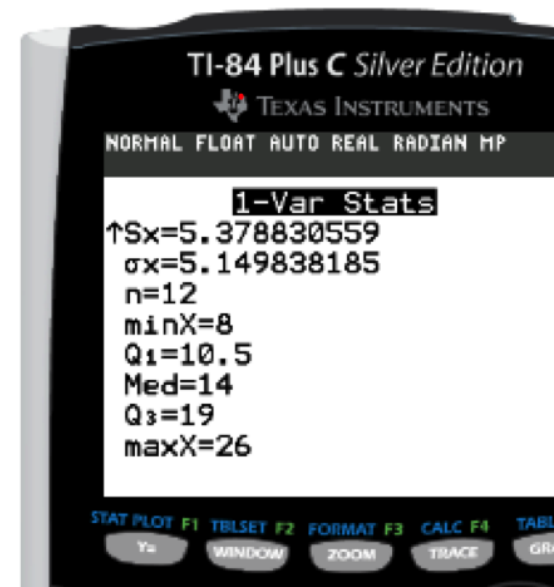 TI-84 Plus C Silver Edition
TEXAS INSTRUMENTS
NORMAL FLOAT AUTO REAL RADIAN MP
1-Var Stats
↑Sx=5.378830559
σx=5.149838185
n=12
minX=8
Q₁=10.5
Med=14
Q₃=19
maxX=26
STAT PLOT F1 TBLSET F2 FORMAT F3 CALC F4 TABL
Y= WINDOW ZOOM TRACE GR